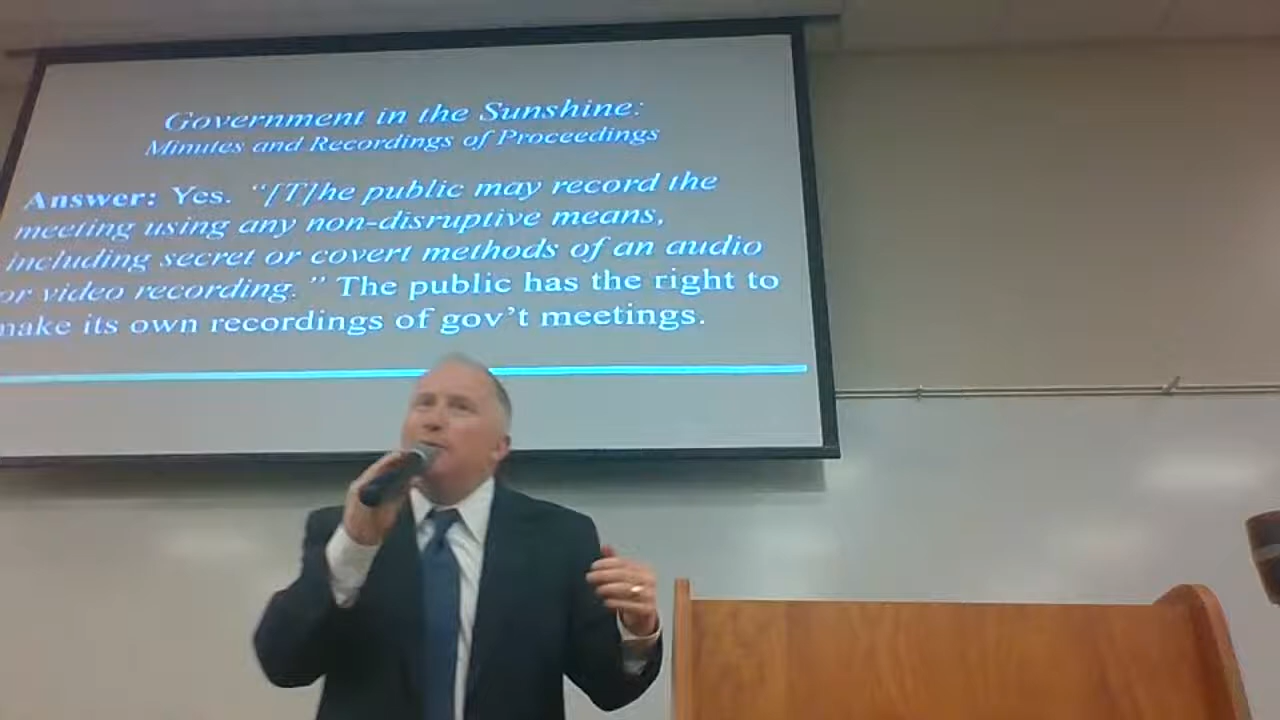 Government in the Sunshine:
Minutes and Recordings of Proceedings
Answer: Yes. “[T]he public may record the
meeting using any non-disruptive means,
including secret or covert methods of an audio
or video recording.” The public has the right to
make its own recordings of gov’t meetings.